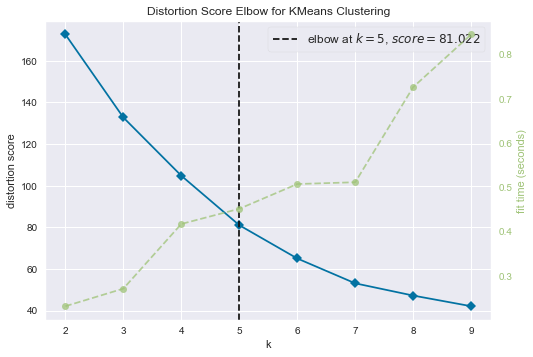 Distortion Score Elbow for KMeans Clustering
elbow at k = 5, score = 81.022
distortion score
160
140
120
100
80
60
40
0.8
0.7
0.6
0.5
0.4
0.3
fit time (seconds)
2 3 4 5 6 7 8 9
k